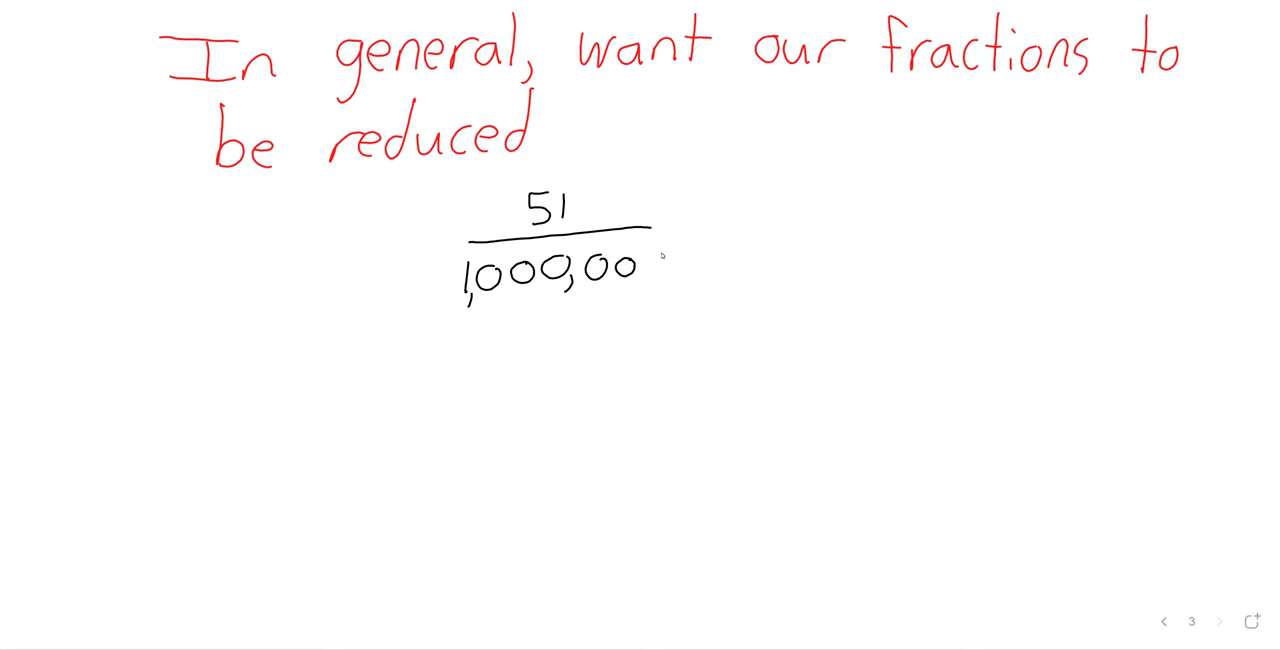 In general, want our fractions to
be reduced
51
1,000,00
3